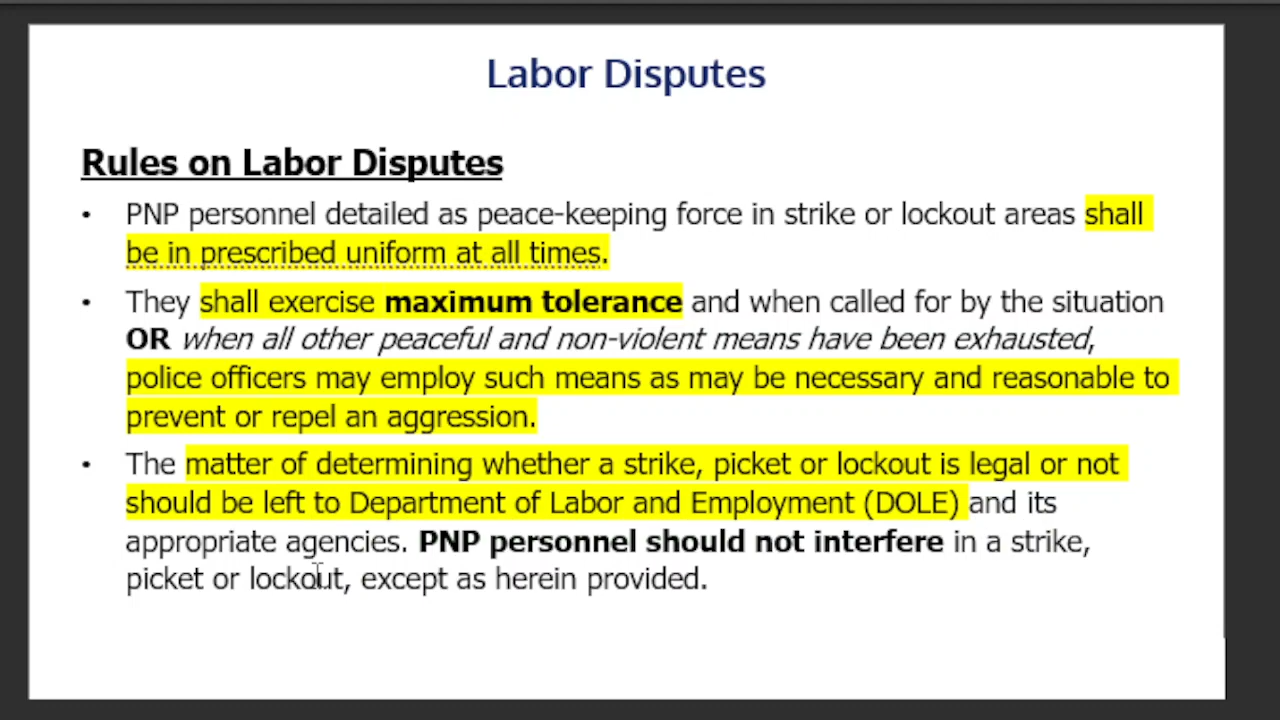 Labor Disputes
Rules on Labor Disputes
• PNP personnel detailed as peace-keeping force in strike or lockout areas shall
be in prescribed uniform at all times.
• They shall exercise maximum tolerance and when called for by the situation
OR when all other peaceful and non-violent means have been exhausted,
police officers may employ such means as may be necessary and reasonable to
prevent or repel an aggression.
• The matter of determining whether a strike, picket or lockout is legal or not
should be left to Department of Labor and Employment (DOLE) and its
appropriate agencies. PNP personnel should not interfere in a strike,
picket or lockout, except as herein provided.